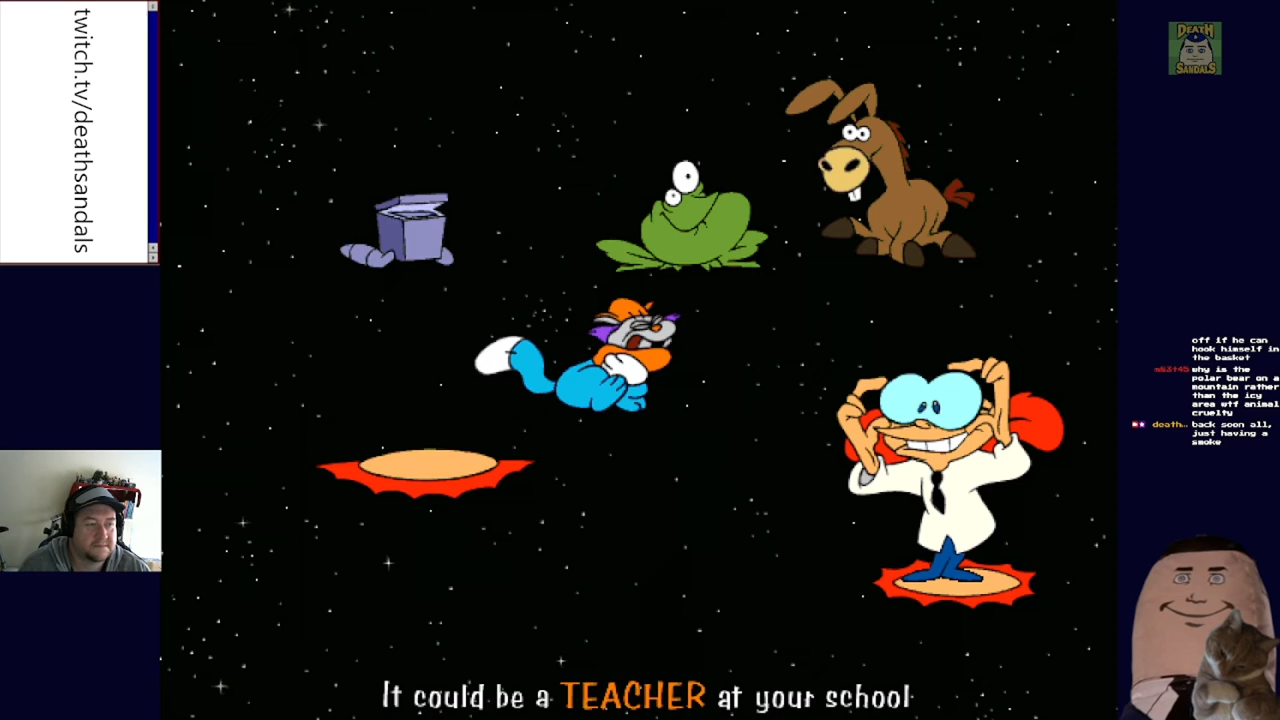 twitch.tv/deathsandals
DEATH
SANDALS
off if he can
hook himself in
the basket
why is the
polar bear on a
mountain rather
than the icy
area wtf animal
cruelty
death… back soon all,
just having a
smoke
It could be a TEACHER at your school